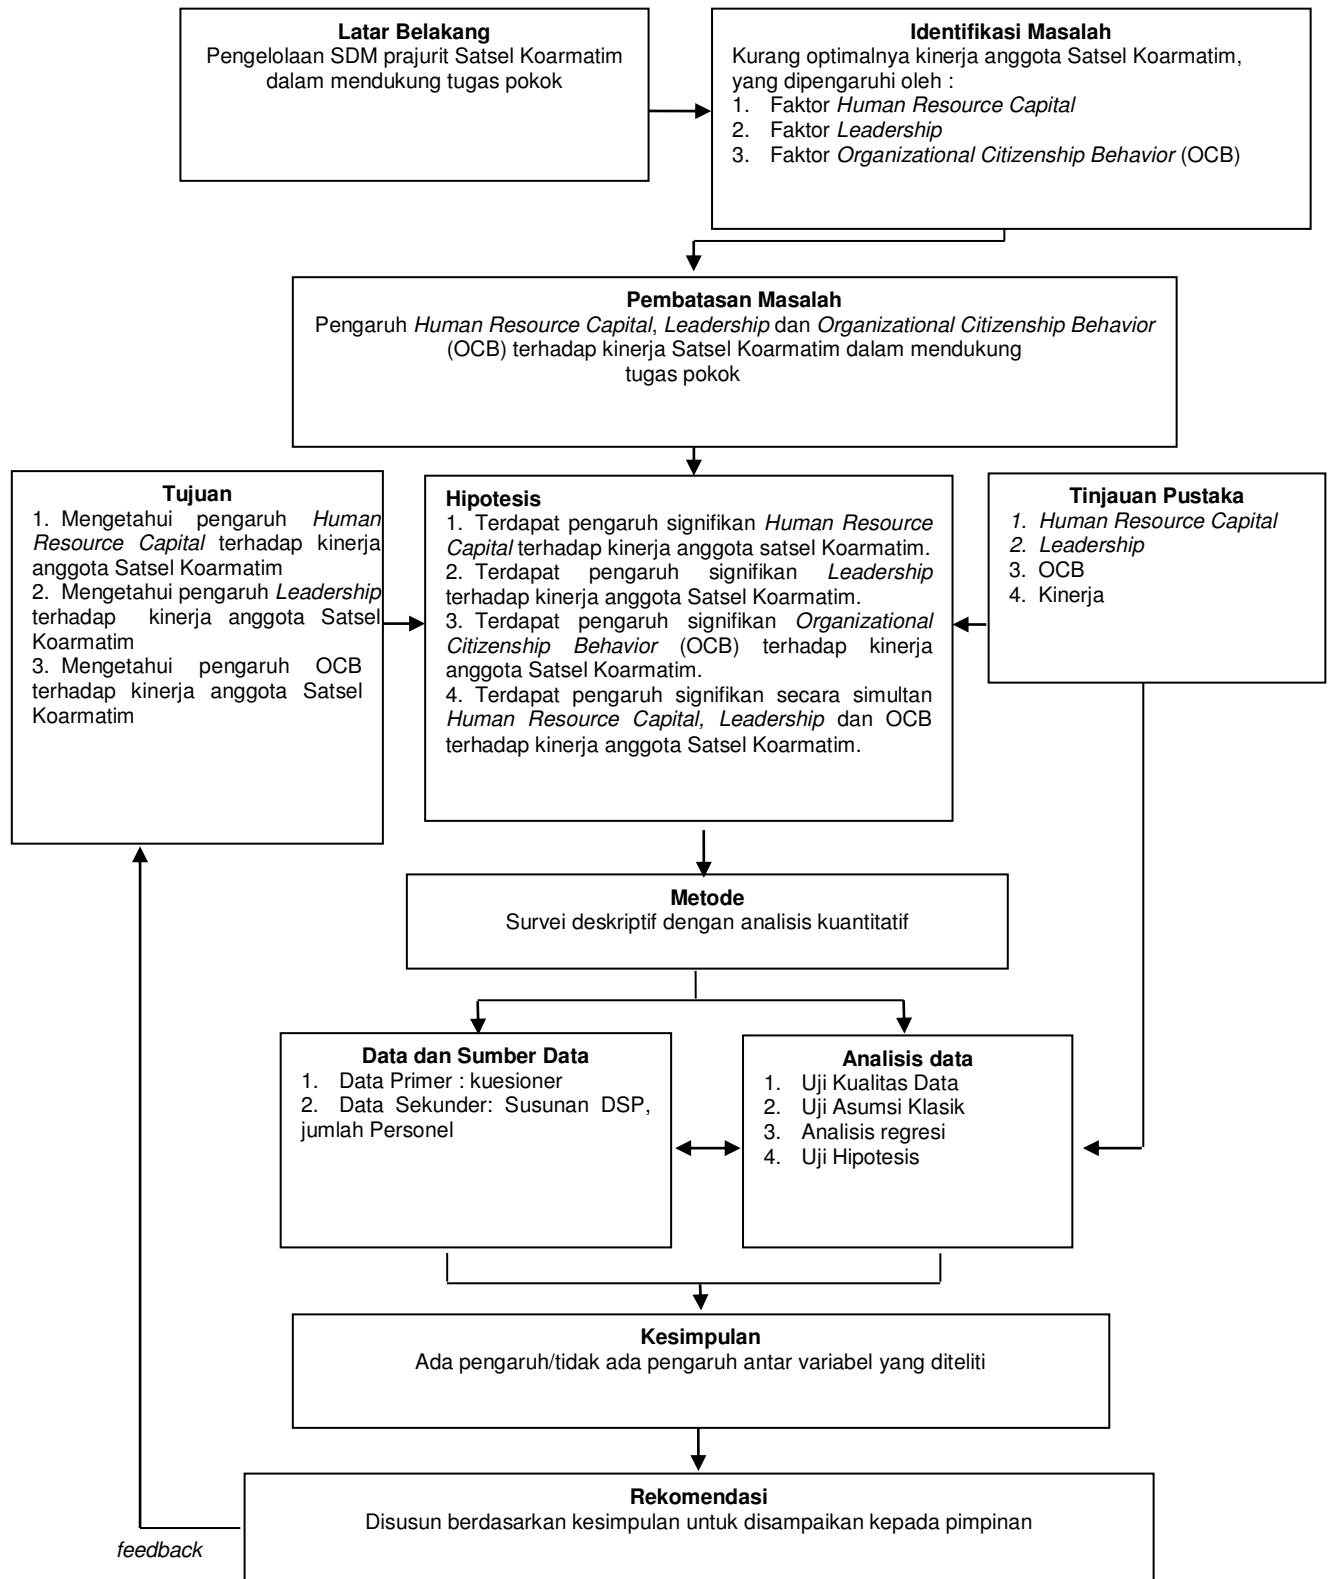 Latar Belakang
Pengelolaan SDM prajurit Satsel Koarmatim
dalam mendukung tugas pokok
Identifikasi Masalah
Kurang optimalnya kinerja anggota Satsel Koarmatim,
yang dipengaruhi oleh :
1. Faktor Human Resource Capital
2. Faktor Leadership
3. Faktor Organizational Citizenship Behavior (OCB)
Pembatasan Masalah
Pengaruh Human Resource Capital, Leadership dan Organizational Citizenship Behavior
(OCB) terhadap kinerja Satsel Koarmatim dalam mendukung
tugas pokok
Tujuan
1. Mengetahui pengaruh Human
Resource Capital terhadap kinerja
anggota Satsel Koarmatim
2. Mengetahui pengaruh Leadership
terhadap kinerja anggota Satsel
Koarmatim
3. Mengetahui pengaruh OCB
terhadap kinerja anggota Satsel
Koarmatim
Hipotesis
1. Terdapat pengaruh signifikan Human Resource
Capital terhadap kinerja anggota satsel Koarmatim.
2. Terdapat pengaruh signifikan Leadership
terhadap kinerja anggota Satsel Koarmatim.
3. Terdapat pengaruh signifikan Organizational
Citizenship Behavior (OCB) terhadap kinerja
anggota Satsel Koarmatim.
4. Terdapat pengaruh signifikan secara simultan
Human Resource Capital, Leadership dan OCB
terhadap kinerja anggota Satsel Koarmatim.
Tinjauan Pustaka
1. Human Resource Capital
2. Leadership
3. OCB
4. Kinerja
Metode
Survei deskriptif dengan analisis kuantitatif
Data dan Sumber Data
1. Data Primer : kuesioner
2. Data Sekunder: Susunan DSP,
jumlah Personel
Analisis data
1. Uji Kualitas Data
2. Uji Asumsi Klasik
3. Analisis regresi
4. Uji Hipotesis
Kesimpulan
Ada pengaruh/tidak ada pengaruh antar variabel yang diteliti
Rekomendasi
Disusun berdasarkan kesimpulan untuk disampaikan kepada pimpinan
feedback